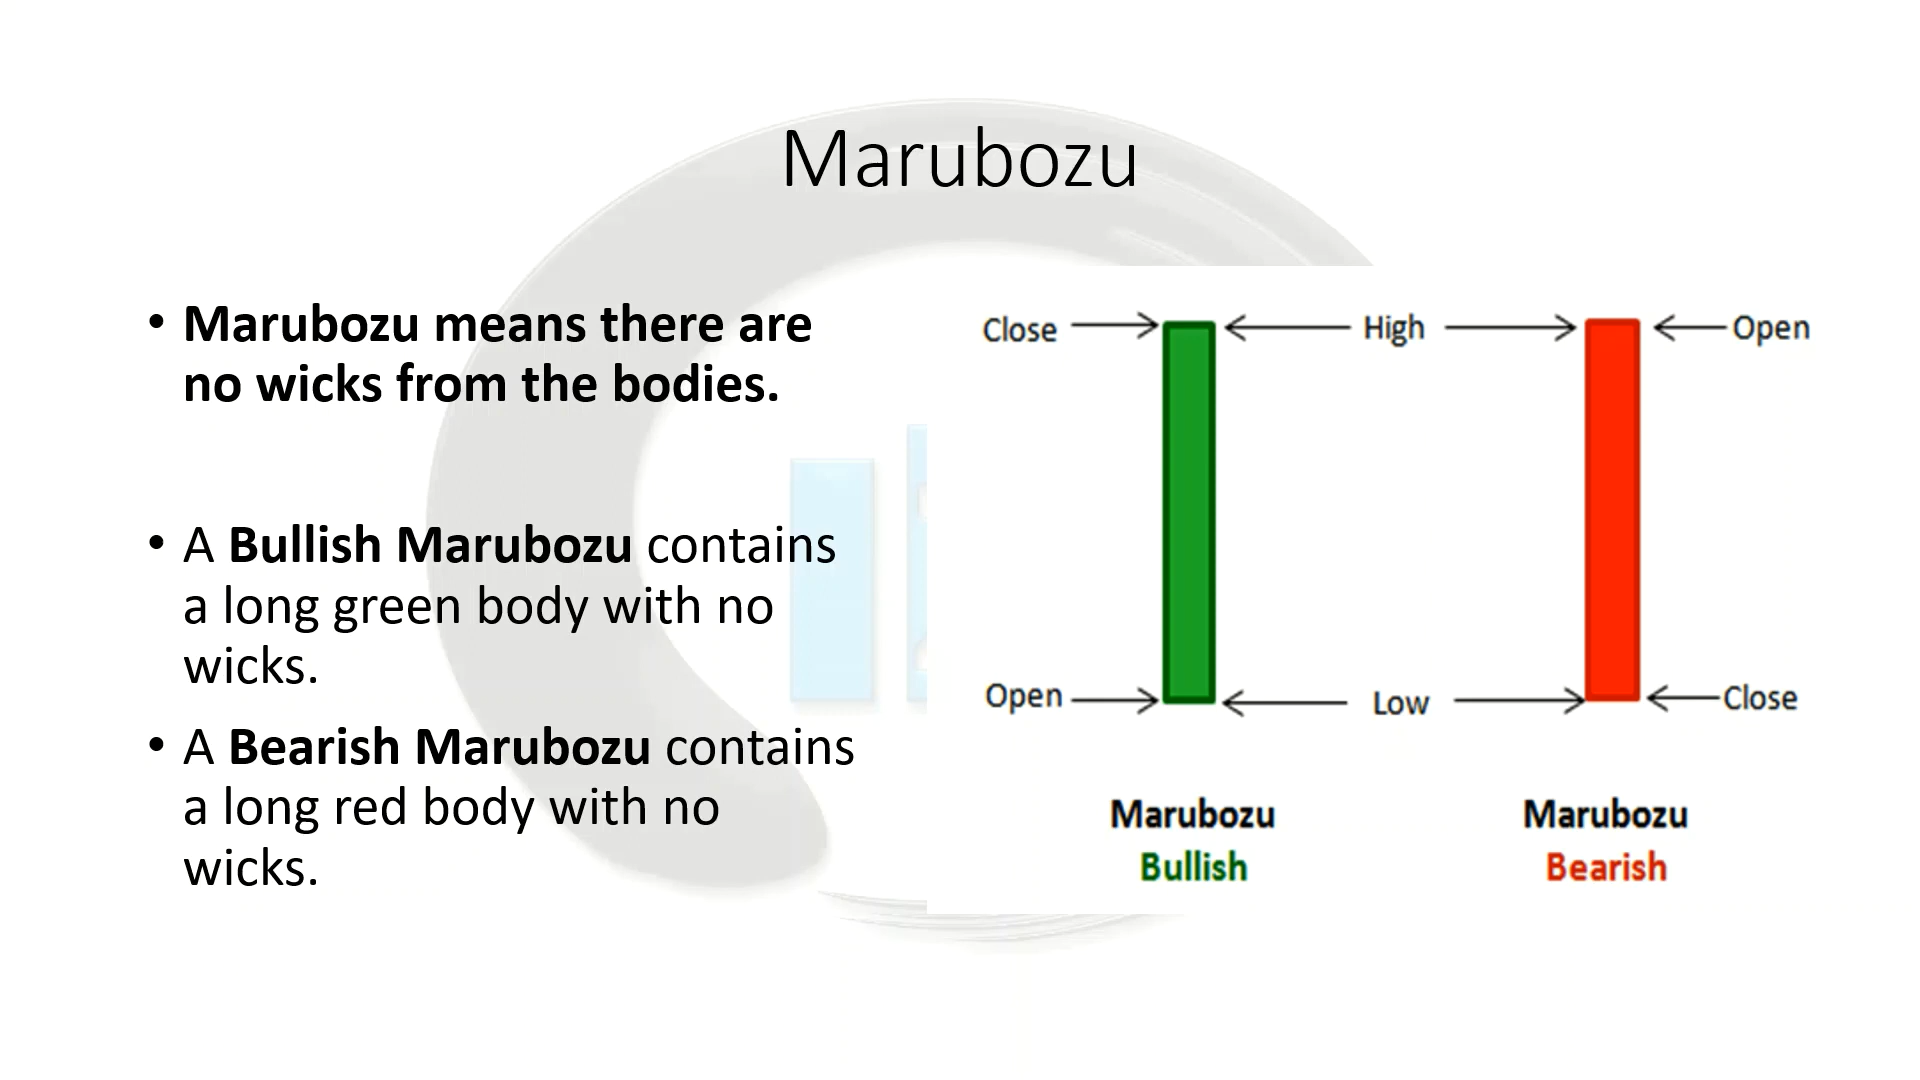 Marubozu
• Marubozu means there are
no wicks from the bodies.
• A Bullish Marubozu contains
a long green body with no
wicks.
• A Bearish Marubozu contains
a long red body with no
wicks.
Close High Open
Open Low Close
Marubozu Marubozu
Bullish Bearish